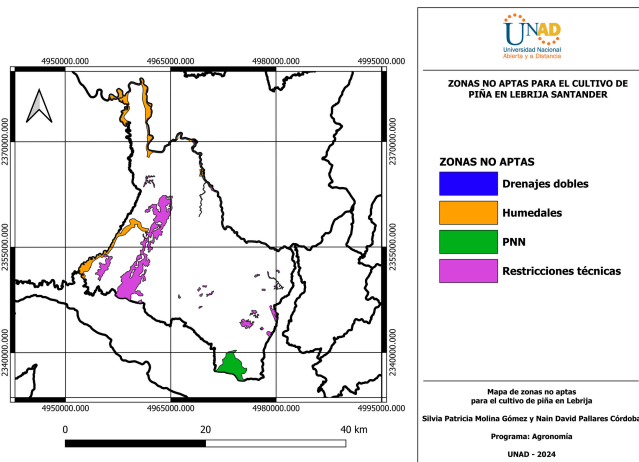 4950000.000 4965000.000 4980000.000 4995000.000
2370000.000 2370000.000
2355000.000 2355000.000
2340000.000 2340000.000
4950000.000 4965000.000 4980000.000 4995000.000
0 20 40 km
UNAD
Universidad Nacional
Abierta y a Distancia
ZONAS NO APTAS PARA EL CULTIVO DE
PIÑA EN LEBRIJA SANTANDER
ZONAS NO APTAS
Drenajes dobles
Humedales
PNN
Restricciones técnicas
Mapa de zonas no aptas
para el cultivo de piña en Lebrija
Silvia Patricia Molina Gómez y Nain David Pallares Córdoba
Programa: Agronomía
UNAD - 2024